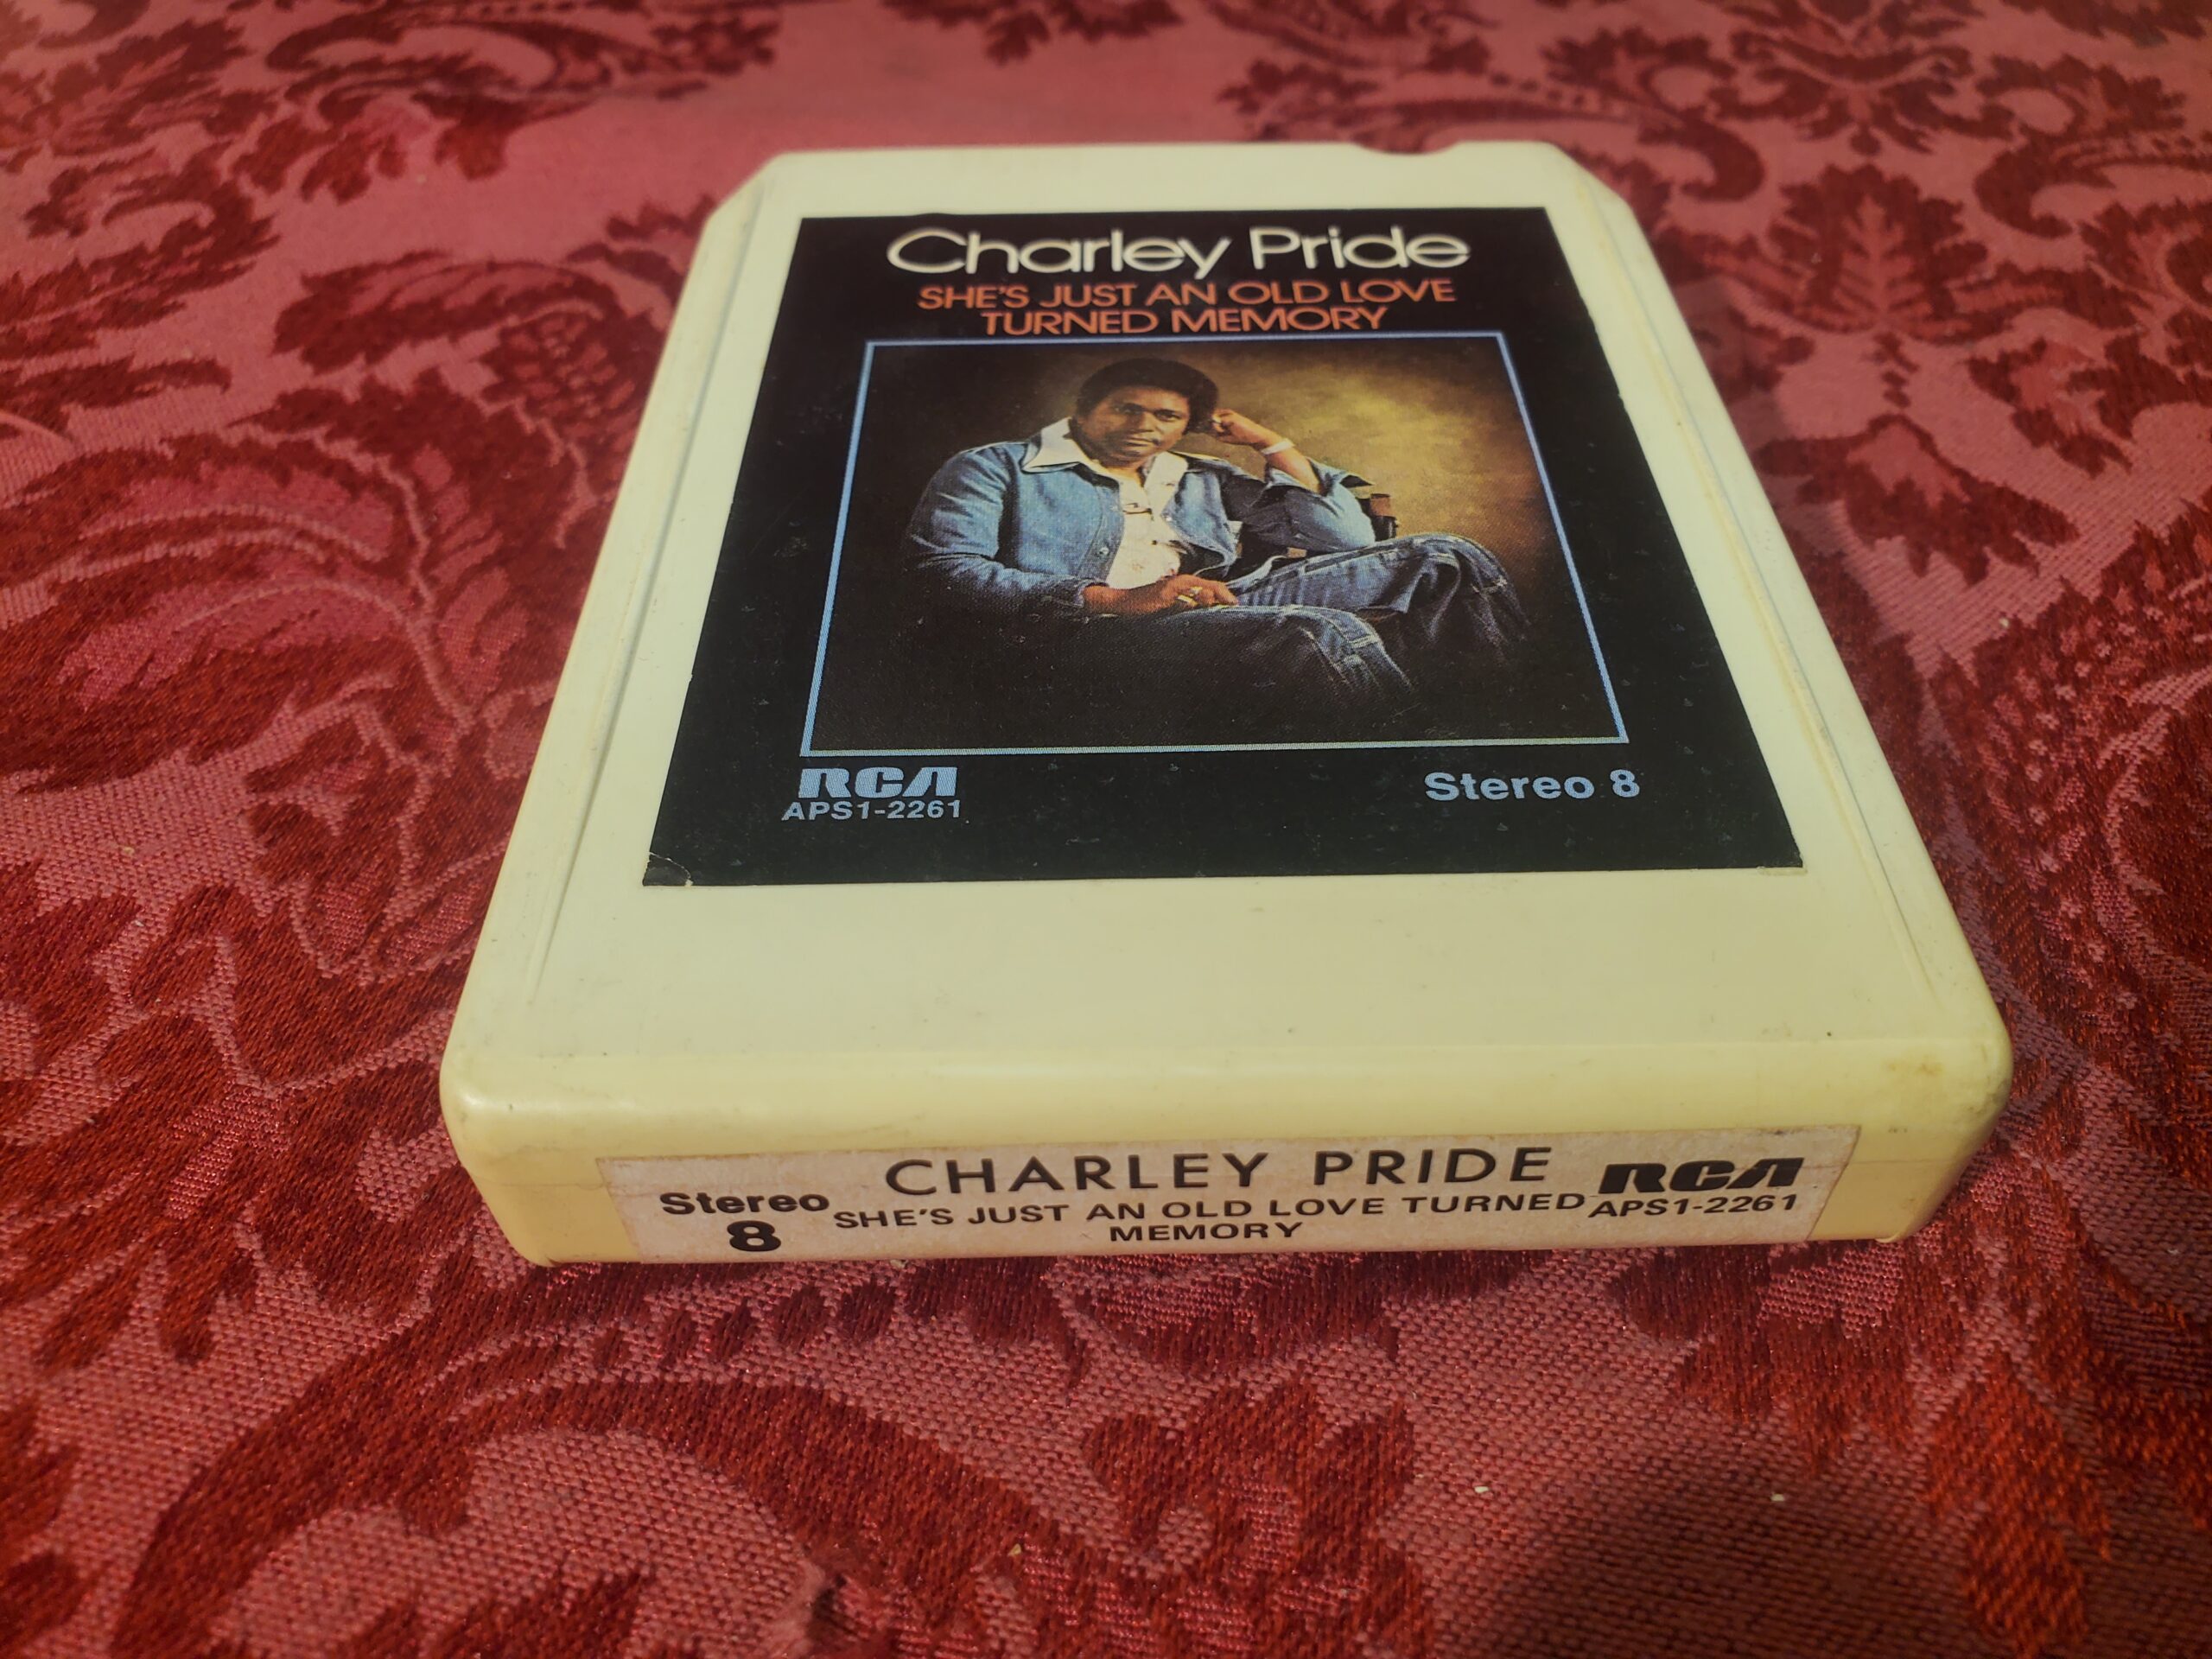 Charley Pride
SHE'S JUST AN OLD LOVE
TURNED MEMORY
RCA
APS1-2261
Stereo 8
Stereo
8
CHARLEY PRIDE
SHE'S JUST AN OLD LOVE TURNED
MEMORY
RCA
APS1-2261